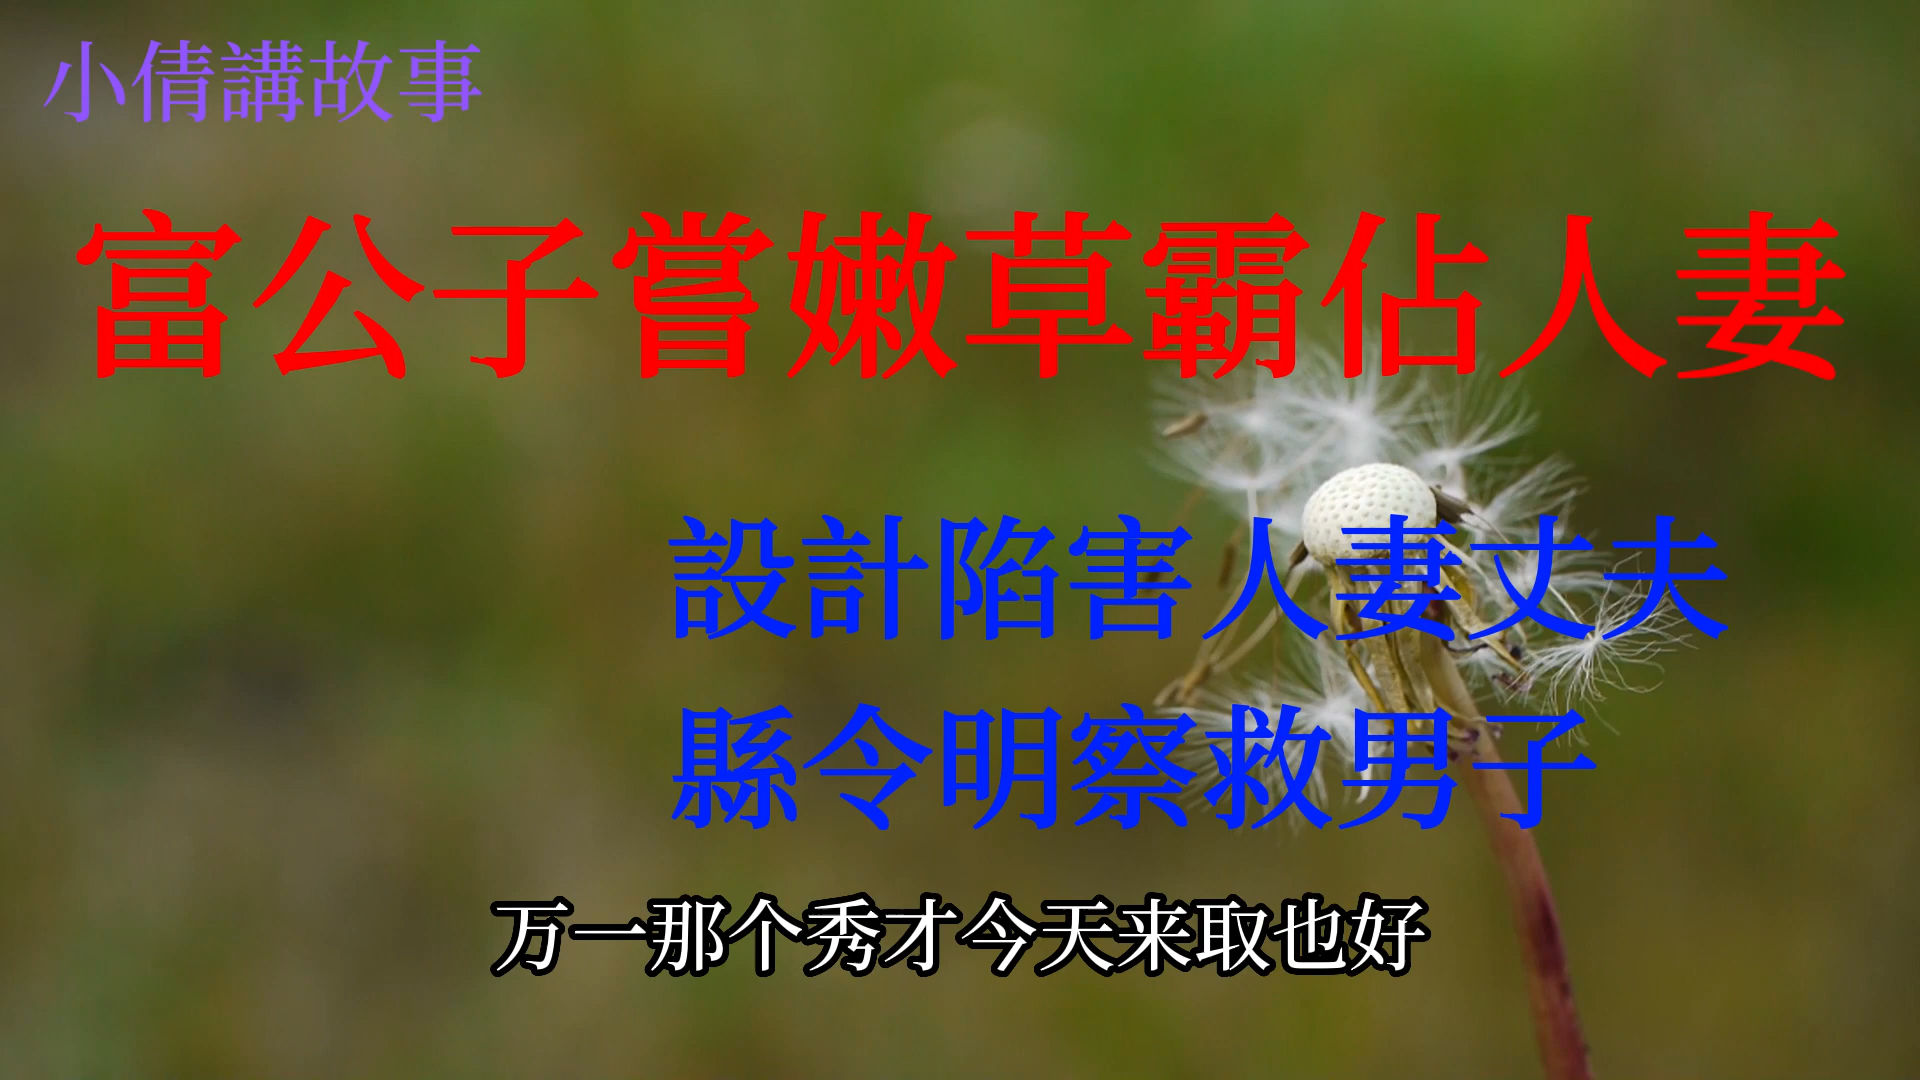 小倩講故事
富公子嘗嫩草霸佔人妻
設計陷害人妻丈夫
縣令明察救男子
万一那个秀才今天来取也好